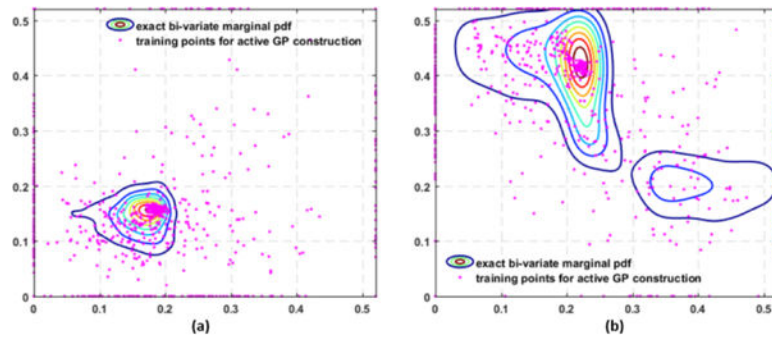 exact bi-variate marginal pdf
training points for active GP construction
0.5
0.4
0.3
0.2
0.1
0
0 0.1 0.2 0.3 0.4 0.5
(a)
0.5
0.4
0.3
0.2
0.1
0
exact bi-variate marginal pdf
training points for active GP construction
0 0.1 0.2 0.3 0.4 0.5
(b)